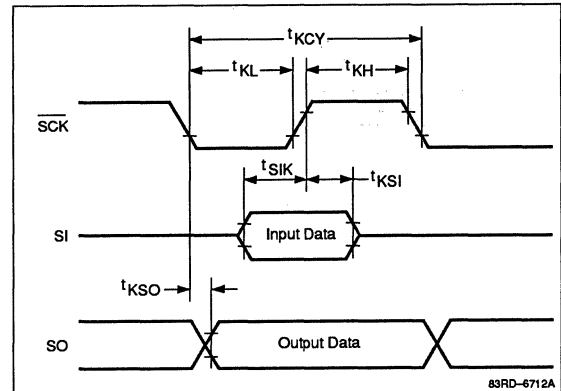 tKCY
tKL
tKH
SCK
tSIK
tKSI
SI
Input Data
tKSO
SO
Output Data
83RD–6712A